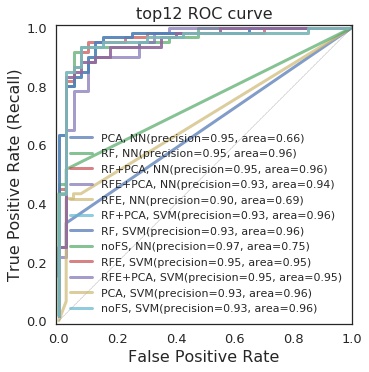 top12 ROC curve
True Positive Rate (Recall)
1.0
0.8
0.6
0.4
0.2
0.0
PCA, NN(precision=0.95, area=0.66)
RF, NN(precision=0.95, area=0.96)
RF+PCA, NN(precision=0.95, area=0.96)
RFE+PCA, NN(precision=0.93, area=0.94)
RFE, NN(precision=0.90, area=0.69)
RF+PCA, SVM(precision=0.93, area=0.96)
RF, SVM(precision=0.93, area=0.96)
noFS, NN(precision=0.97, area=0.75)
RFE, SVM(precision=0.95, area=0.96)
RFE+PCA, SVM(precision=0.95, area=0.95)
PCA, SVM(precision=0.93, area=0.96)
noFS, SVM(precision=0.93, area=0.96)
0.0 0.2 0.4 0.6 0.8 1.0
False Positive Rate